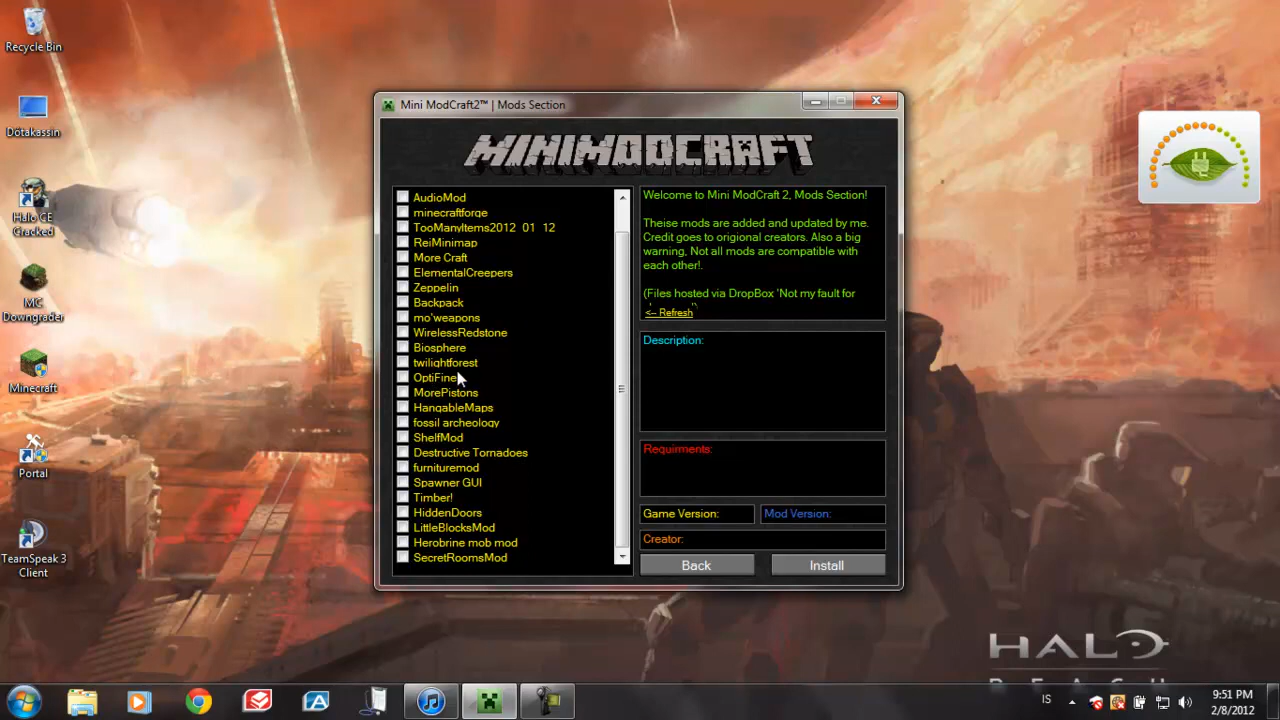 Recycle Bin
Dótakassin
Halo CE
Cracked
MC
Downgrader
Minecraft
Portal
TeamSpeak 3
Client
Mini ModCraft2™ | Mods Section
MINIMODCRAFT
AudioMod
minecraftforge
TooManyItems2012 01 12
ReiMinimap
More Craft
ElementalCreepers
Zeppelin
Backpack
mo'weapons
WirelessRedstone
Biosphere
twilightforest
OptiFine
MorePistons
HangableMaps
fossil archeology
ShelfMod
Destructive Tornadoes
furnituremod
Spawner GUI
Timber!
HiddenDoors
LittleBlocksMod
Herobrine mob mod
SecretRoomsMod
Welcome to Mini ModCraft 2, Mods Section!
Theise mods are added and updated by me.
Credit goes to origional creators. Also a big
warning, Not all mods are compatible with
each other!.
(Files hosted via DropBox 'Not my fault for
<-- Refresh
Description:
Requirments:
Game Version:
Mod Version:
Creator:
Back
Install
HALO
IS
9:51 PM
2/8/2012